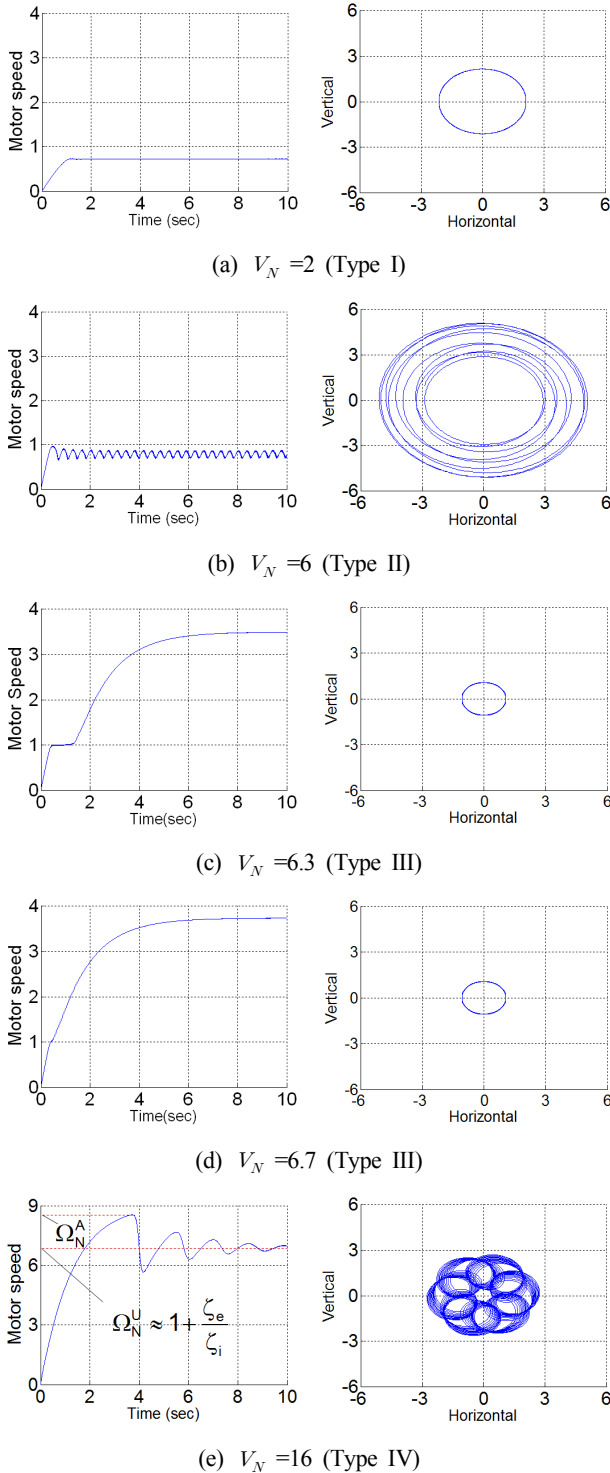 4
3
2
1
0
0 2 4 6 8 10
Motor speed
Time (sec)
6
3
0
-3
-6
-6 -3 0 3 6
Vertical
Horizontal
(a) V_N =2 (Type I)
4
3
2
1
0
0 2 4 6 8 10
Motor speed
Time (sec)
6
3
0
-3
-6
-6 -3 0 3 6
Vertical
Horizontal
(b) V_N =6 (Type II)
4
3
2
1
0
0 2 4 6 8 10
Motor Speed
Time(sec)
6
3
0
-3
-6
-6 -3 0 3 6
Vertical
Horizontal
(c) V_N =6.3 (Type III)
4
3
2
1
0
0 2 4 6 8 10
Motor speed
Time(sec)
6
3
0
-3
-6
-6 -3 0 3 6
Vertical
Horizontal
(d) V_N =6.7 (Type III)
9
6
3
0
0 2 4 6 8 10
Motor speed
Time (sec)
Ω_N^A
Ω_N^U ≈ 1 + ζ_e / ζ_i
6
3
0
-3
-6
-6 -3 0 3 6
Vertical
Horizontal
(e) V_N =16 (Type IV)